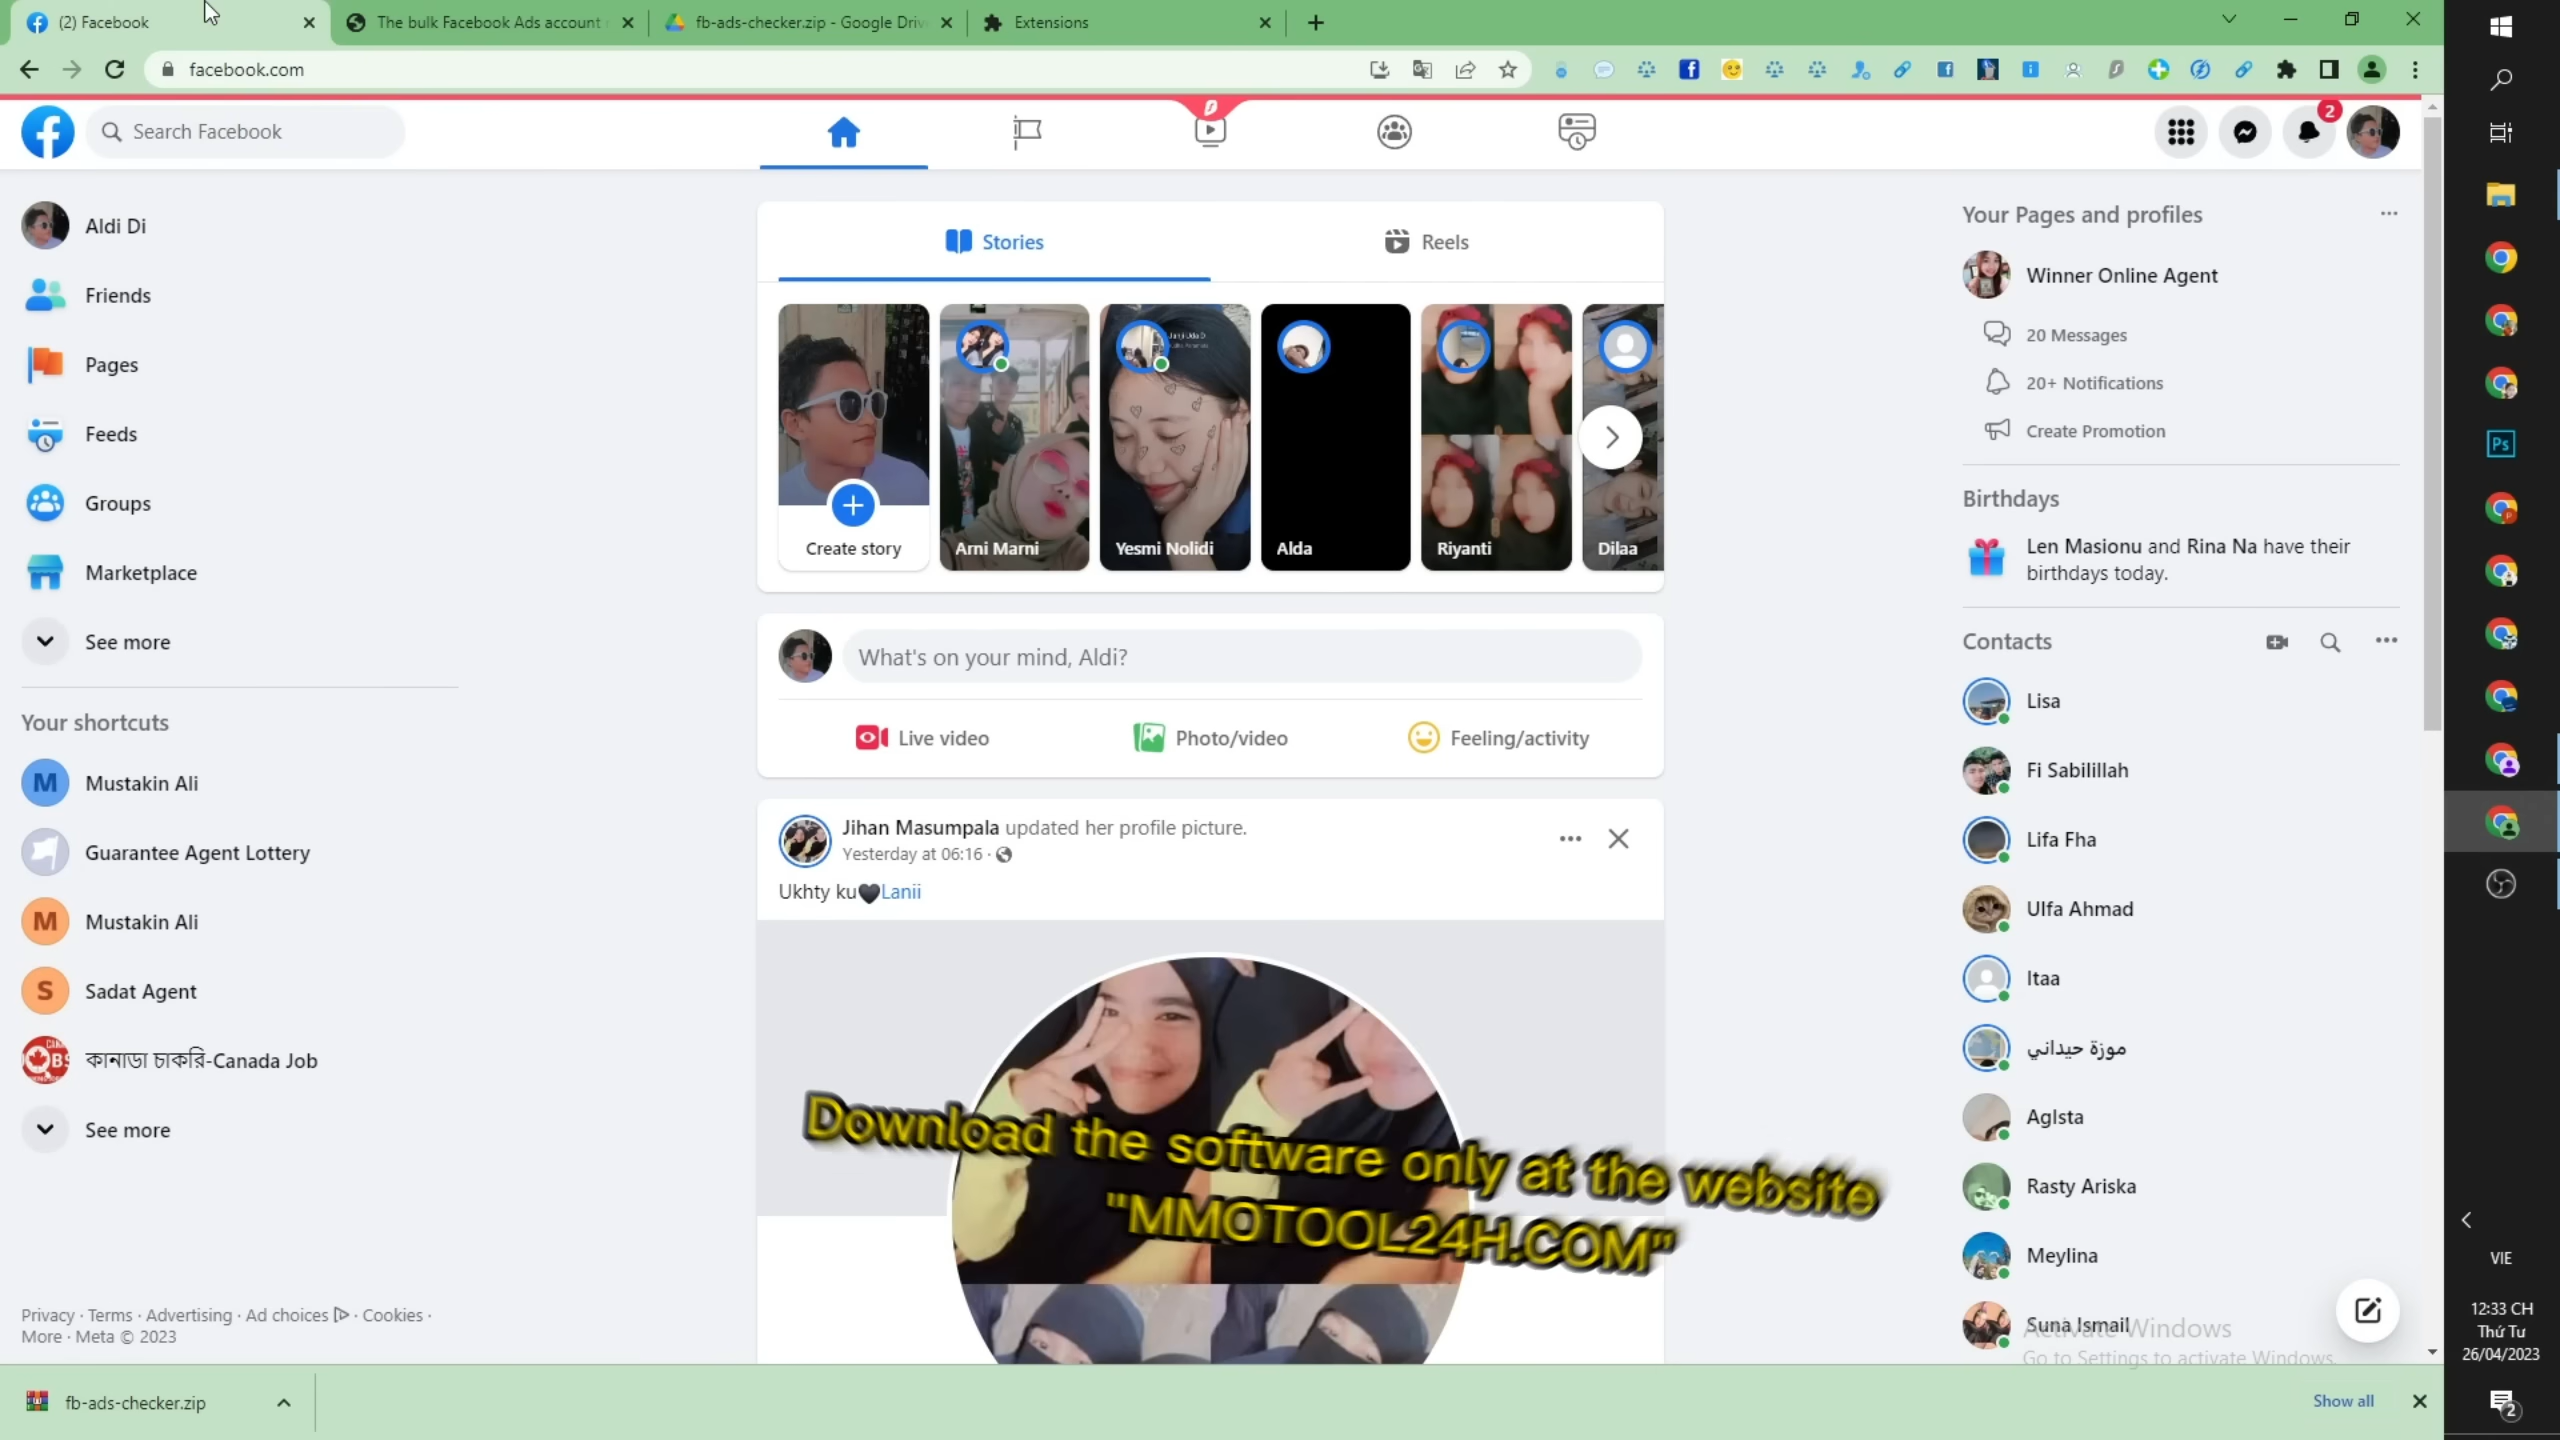 (2) Facebook
The bulk Facebook Ads account
fb-ads-checker.zip - Google Driv
Extensions
facebook.com
Search Facebook
2
Aldi Di
Friends
Pages
Feeds
Groups
Marketplace
See more
Your shortcuts
M
Mustakin Ali
Guarantee Agent Lottery
M
Mustakin Ali
S
Sadat Agent
কানাডা চাকরি-Canada Job
See more
Privacy · Terms · Advertising · Ad choices · Cookies ·
More · Meta © 2023
Stories
Reels
Create story
Arni Marni
Yesmi Nolidi
Alda
Riyanti
Dilaa
What's on your mind, Aldi?
Live video
Photo/video
Feeling/activity
Jihan Masumpala updated her profile picture.
Yesterday at 06:16 ·
Ukhty ku🖤Lanii
Download the software only at the website
"MMOTOOL24H.COM"
Your Pages and profiles
Winner Online Agent
20 Messages
20+ Notifications
Create Promotion
Birthdays
Len Masionu and Rina Na have their
birthdays today.
Contacts
Lisa
Fi Sabilillah
Lifa Fha
Ulfa Ahmad
Itaa
موزة حيداني
Aglsta
Rasty Ariska
Meylina
Suna Ismail
Activate Windows
Go to Settings to activate Windows.
fb-ads-checker.zip
Show all
Ps
VIE
12:33 CH
Thứ Tư
26/04/2023
2